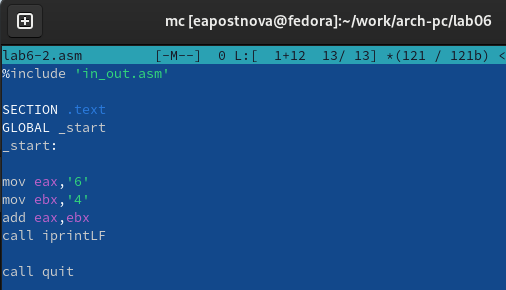 mc [eapostnova@fedora]:~/work/arch-pc/lab06
lab6-2.asm [-M--] 0 L:[ 1+12 13/ 13] *(121 / 121b) <
%include 'in_out.asm'
SECTION .text
GLOBAL _start
_start:
mov eax,'6'
mov ebx,'4'
add eax,ebx
call iprintLF
call quit